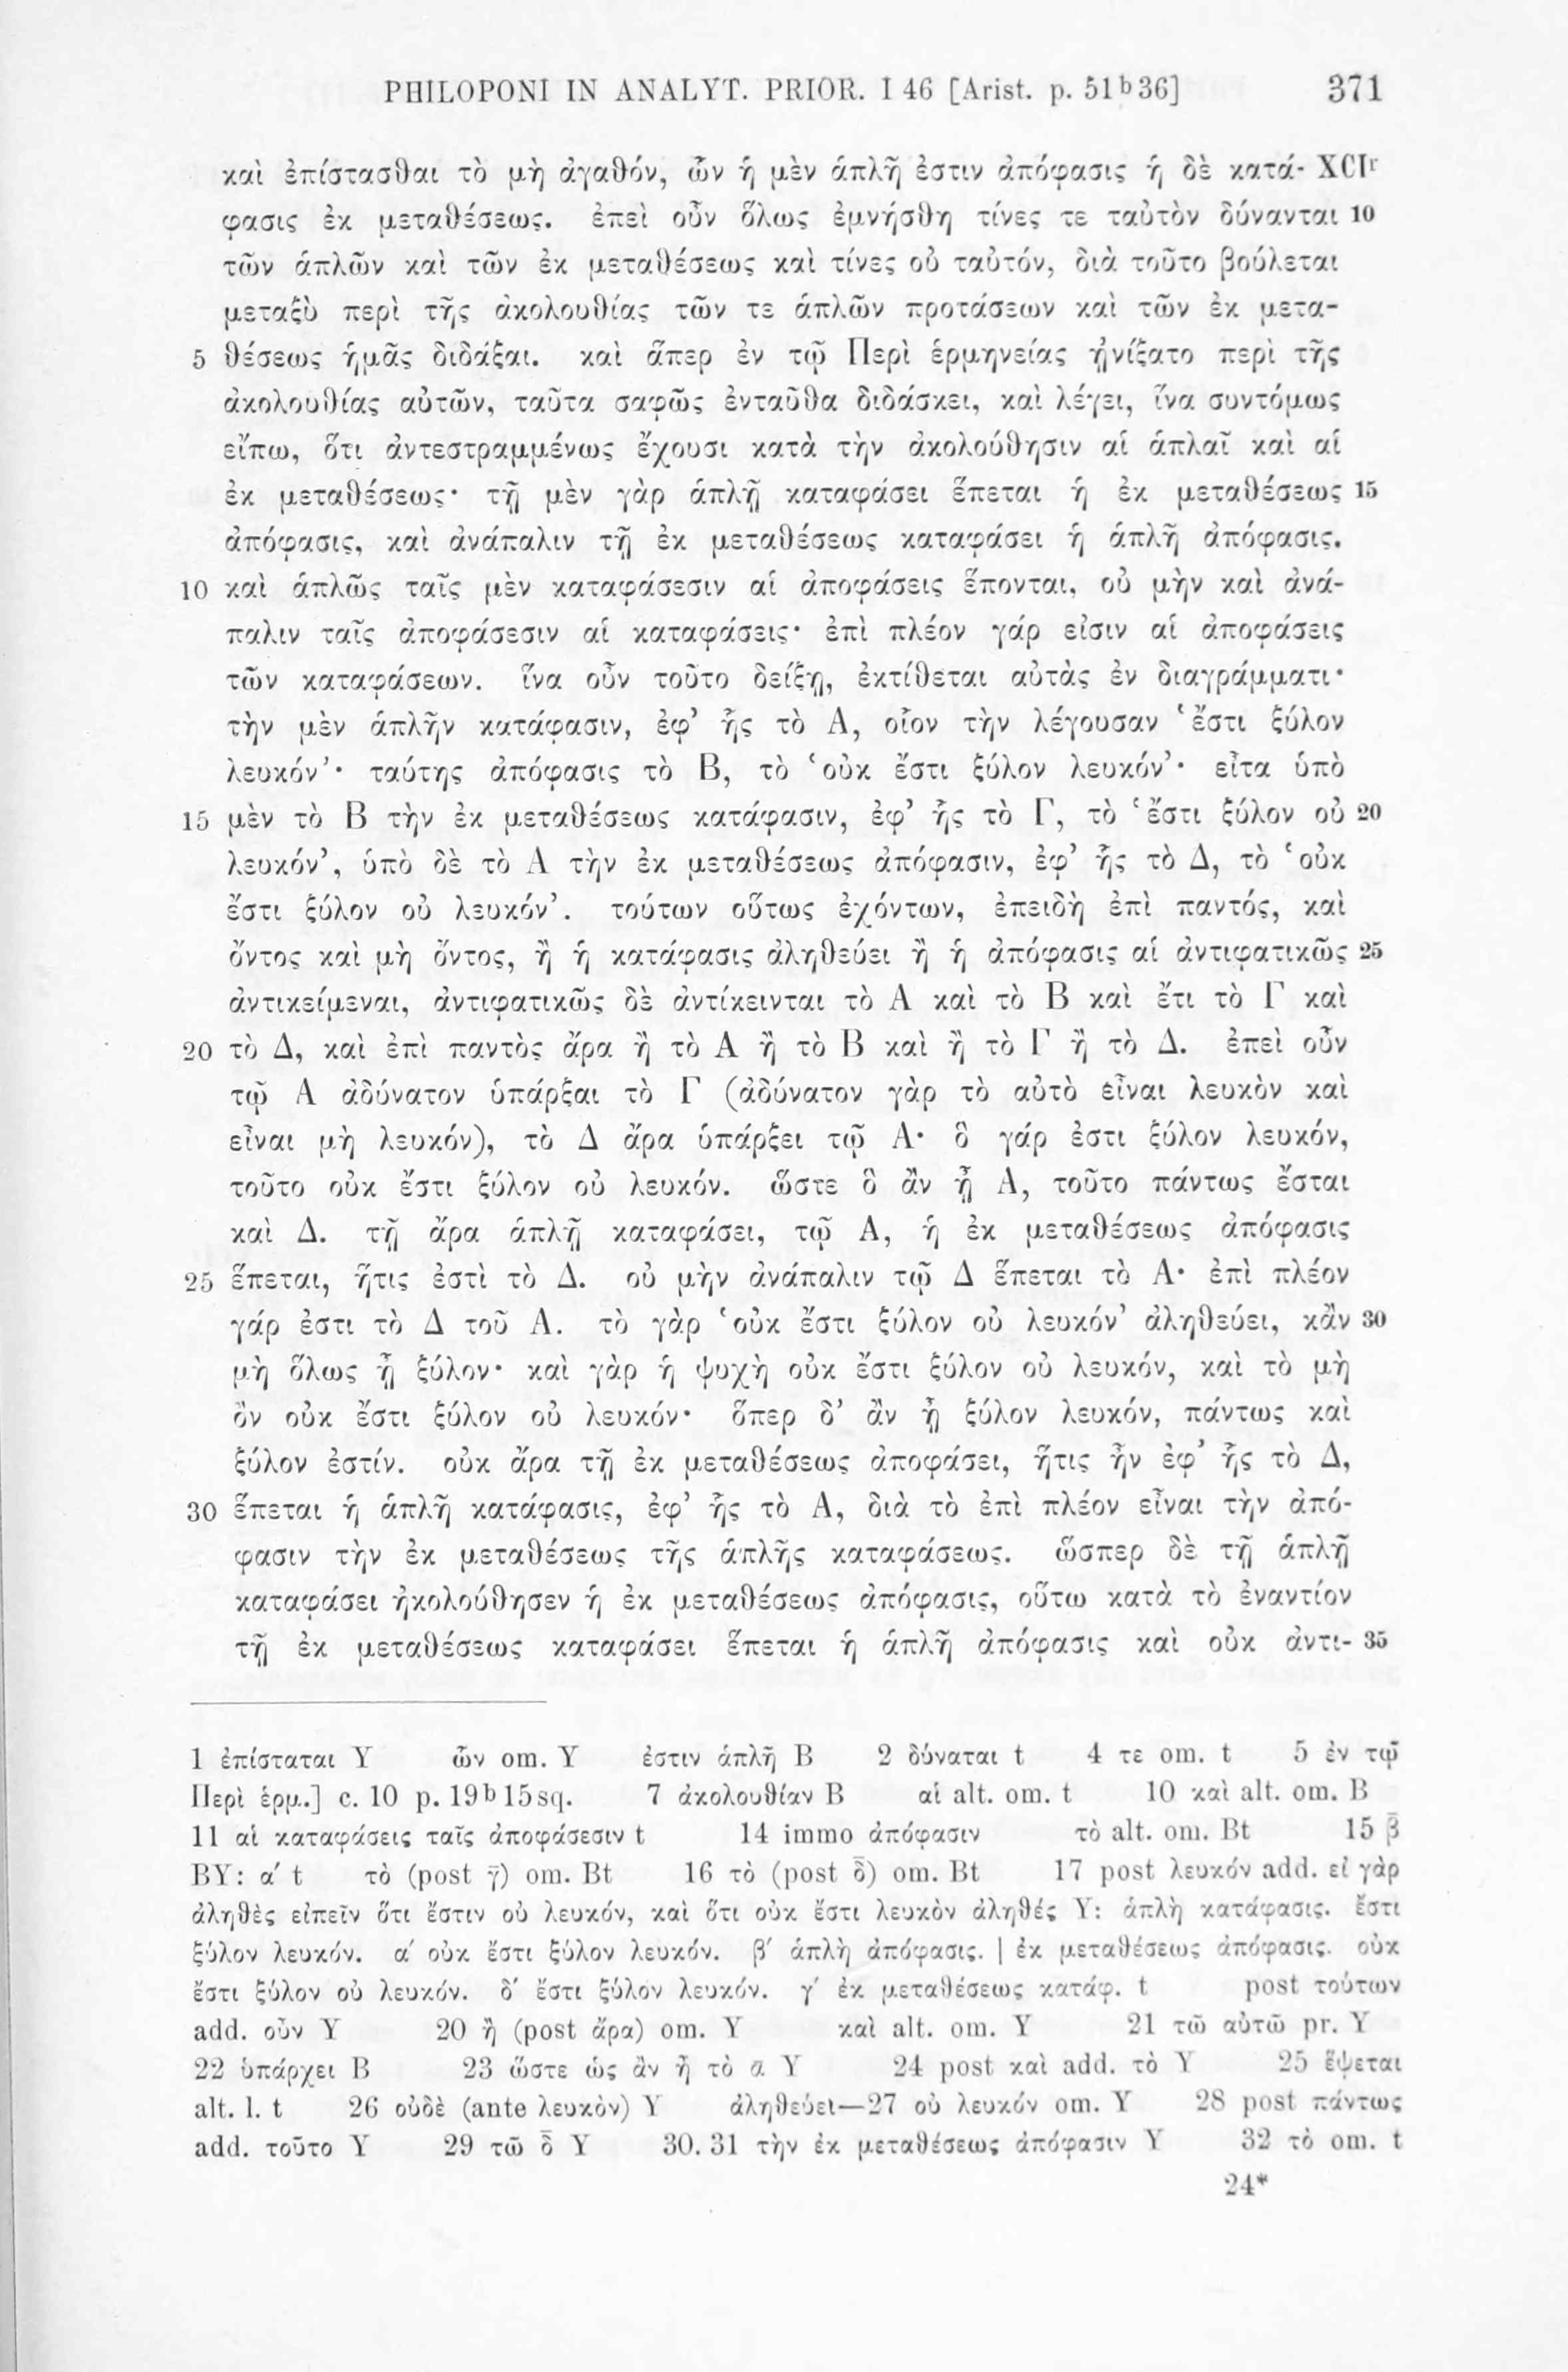 PHILOPONI IN ANALYT. PRIOR. I 46 [Arist. p. 51b36] 371
καὶ ἐπίστασθαι τὸ μὴ ἀγαθόν, ὧν ἡ μὲν ἁπλῆ ἐστιν ἀπόφασις ἡ δὲ κατά- XCIr
φασις ἐκ μεταθέσεως. ἐπεὶ οὖν ὅλως ἐμνήσθη τίνες τε ταὐτὸν δύνανται 10
τῶν ἁπλῶν καὶ τῶν ἐκ μεταθέσεως καὶ τίνες οὐ ταὐτόν, διὰ τοῦτο βούλεται
μεταξὺ περὶ τῆς ἀκολουθίας τῶν τε ἁπλῶν προτάσεων καὶ τῶν ἐκ μετα-
5 θέσεως ἡμᾶς διδάξαι. καὶ ἅπερ ἐν τῷ Περὶ ἑρμηνείας ᾐνίξατο περὶ τῆς
ἀκολουθίας αὐτῶν, ταῦτα σαφῶς ἐνταῦθα διδάσκει, καὶ λέγει, ἵνα συντόμως
εἴπω, ὅτι ἀντεστραμμένως ἔχουσι κατὰ τὴν ἀκολούθησιν αἱ ἁπλαῖ καὶ αἱ
ἐκ μεταθέσεως· τῇ μὲν γὰρ ἁπλῇ καταφάσει ἕπεται ἡ ἐκ μεταθέσεως 15
ἀπόφασις, καὶ ἀνάπαλιν τῇ ἐκ μεταθέσεως καταφάσει ἡ ἁπλῆ ἀπόφασις.
10 καὶ ἁπλῶς ταῖς μὲν καταφάσεσιν αἱ ἀποφάσεις ἕπονται, οὐ μὴν καὶ ἀνά-
παλιν ταῖς ἀποφάσεσιν αἱ καταφάσεις· ἐπὶ πλέον γάρ εἰσιν αἱ ἀποφάσεις
τῶν καταφάσεων. ἵνα οὖν τοῦτο δείξῃ, ἐκτίθεται αὐτὰς ἐν διαγράμματι·
τὴν μὲν ἁπλῆν κατάφασιν, ἐφ’ ἧς τὸ Α, οἷον τὴν λέγουσαν ‘ἔστι ξύλον
λευκόν’· ταύτης ἀπόφασις τὸ Β, τὸ ‘οὐκ ἔστι ξύλον λευκόν’· εἶτα ὑπὸ
15 μὲν τὸ Β τὴν ἐκ μεταθέσεως κατάφασιν, ἐφ’ ἧς τὸ Γ, τὸ ‘ἔστι ξύλον οὐ 20
λευκόν’, ὑπὸ δὲ τὸ Α τὴν ἐκ μεταθέσεως ἀπόφασιν, ἐφ’ ἧς τὸ Δ, τὸ ‘οὐκ
ἔστι ξύλον οὐ λευκόν’. τούτων οὕτως ἐχόντων, ἐπειδὴ ἐπὶ παντός, καὶ
ὄντος καὶ μὴ ὄντος, ἢ ἡ κατάφασις ἀληθεύει ἢ ἡ ἀπόφασις αἱ ἀντιφατικῶς 25
ἀντικείμεναι, ἀντιφατικῶς δὲ ἀντίκεινται τὸ Α καὶ τὸ Β καὶ ἔτι τὸ Γ καὶ
20 τὸ Δ, καὶ ἐπὶ παντὸς ἄρα ἢ τὸ Α ἢ τὸ Β καὶ ἢ τὸ Γ ἢ τὸ Δ. ἐπεὶ οὖν
τῷ Α ἀδύνατον ὑπάρξαι τὸ Γ (ἀδύνατον γὰρ τὸ αὐτὸ εἶναι λευκὸν καὶ
εἶναι μὴ λευκόν), τὸ Δ ἄρα ὑπάρξει τῷ Α· ὃ γάρ ἐστι ξύλον λευκόν,
τοῦτο οὐκ ἔστι ξύλον οὐ λευκόν. ὥστε ὃ ἂν ᾖ Α, τοῦτο πάντως ἔσται
καὶ Δ. τῇ ἄρα ἁπλῇ καταφάσει, τῷ Α, ἡ ἐκ μεταθέσεως ἀπόφασις
25 ἕπεται, ἥτις ἐστὶ τὸ Δ. οὐ μὴν ἀνάπαλιν τῷ Δ ἕπεται τὸ Α· ἐπὶ πλέον
γάρ ἐστι τὸ Δ τοῦ Α. τὸ γὰρ ‘οὐκ ἔστι ξύλον οὐ λευκόν’ ἀληθεύει, κἂν 30
μὴ ὅλως ᾖ ξύλον· καὶ γὰρ ἡ ψυχὴ οὐκ ἔστι ξύλον οὐ λευκόν, καὶ τὸ μὴ
ὂν οὐκ ἔστι ξύλον οὐ λευκόν· ὅπερ δ’ ἂν ᾖ ξύλον λευκόν, πάντως καὶ
ξύλον ἐστίν. οὐκ ἄρα τῇ ἐκ μεταθέσεως ἀποφάσει, ἥτις ἦν ἐφ’ ἧς τὸ Δ,
30 ἕπεται ἡ ἁπλῆ κατάφασις, ἐφ’ ἧς τὸ Α, διὰ τὸ ἐπὶ πλέον εἶναι τὴν ἀπό-
φασιν τὴν ἐκ μεταθέσεως τῆς ἁπλῆς καταφάσεως. ὥσπερ δὲ τῇ ἁπλῇ
καταφάσει ἠκολούθησεν ἡ ἐκ μεταθέσεως ἀπόφασις, οὕτω κατὰ τὸ ἐναντίον
τῇ ἐκ μεταθέσεως καταφάσει ἕπεται ἡ ἁπλῆ ἀπόφασις καὶ οὐκ ἀντι- 35
1 ἐπίσταται Y ὧν om. Y ἐστιν ἁπλῆ B 2 δύναται t 4 τε om. t 5 ἐν τῷ
Περὶ ἑρμ.] c. 10 p. 19b15sq. 7 ἀκολουθίαν B αἱ alt. om. t 10 καὶ alt. om. B
11 αἱ καταφάσεις ταῖς ἀποφάσεσιν t 14 immo ἀπόφασιν τὸ alt. om. Bt 15 β̄
BY: α′ t τὸ (post γ̄) om. Bt 16 τὸ (post δ̄) om. Bt 17 post λευκόν add. εἰ γὰρ
ἀληθὲς εἰπεῖν ὅτι ἔστιν οὐ λευκόν, καὶ ὅτι οὐκ ἔστι λευκὸν ἀληθές Y: ἁπλὴ κατάφασις. ἔστι
ξύλον λευκόν. α′ οὐκ ἔστι ξύλον λευκόν. β′ ἁπλὴ ἀπόφασις. | ἐκ μεταθέσεως ἀπόφασις. οὐκ
ἔστι ξύλον οὐ λευκόν. δ′ ἔστι ξύλον λευκόν. γ′ ἐκ μεταθέσεως κατάφ. t post τούτων
add. οὖν Y 20 ἢ (post ἄρα) om. Y καὶ alt. om. Y 21 τῶ αὐτῶ pr. Y
22 ὑπάρχει B 23 ὥστε ὡς ἂν ᾖ τὸ ᾱ Y 24 post καὶ add. τὸ Y 25 ἕψεται
alt. l. t 26 οὐδὲ (ante λευκὸν) Y ἀληθεύει—27 οὐ λευκόν om. Y 28 post πάντως
add. τοῦτο Y 29 τῶ δ̄ Y 30. 31 τὴν ἐκ μεταθέσεως ἀπόφασιν Y 32 τὸ om. t
24*